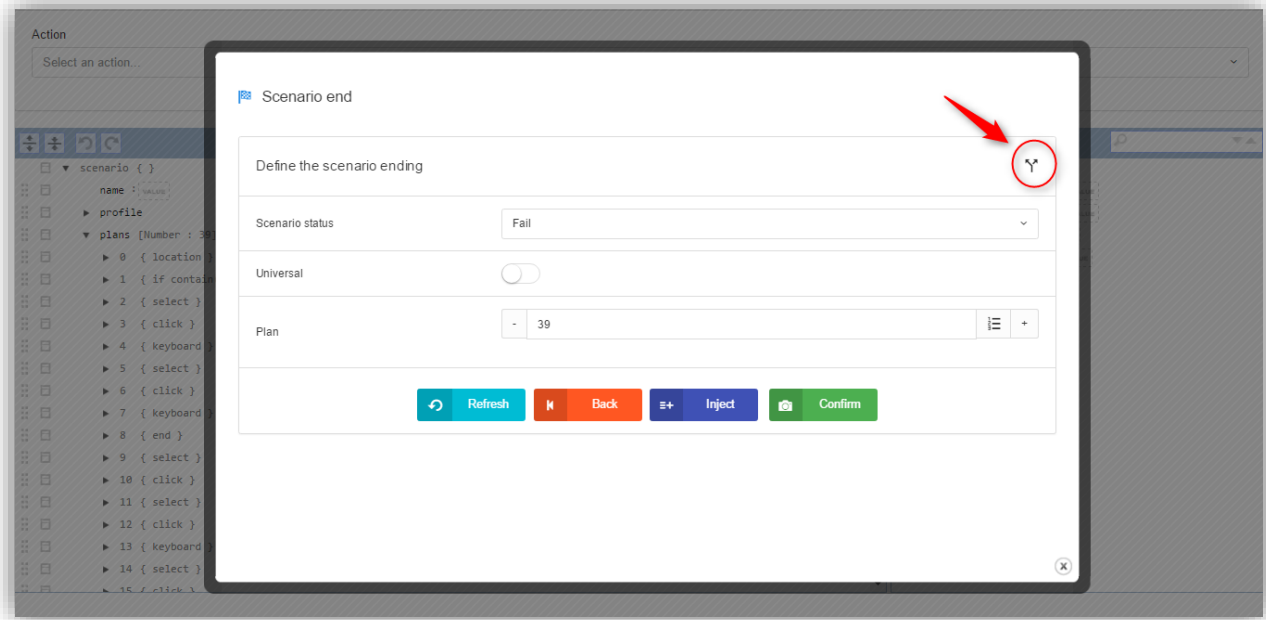 Action
Select an action...
Scenario end
Define the scenario ending
Scenario status
Fail
Universal
Plan
-
39
+
Refresh
Back
Inject
Confirm
scenario { }
name : VALUE
profile
plans [Number : 39]
0 { location }
1 { if contain
2 { select }
3 { click }
4 { keyboard }
5 { select }
6 { click }
7 { keyboard }
8 { end }
9 { select }
10 { click }
11 { select }
12 { click }
13 { keyboard }
14 { select }
15 { click }